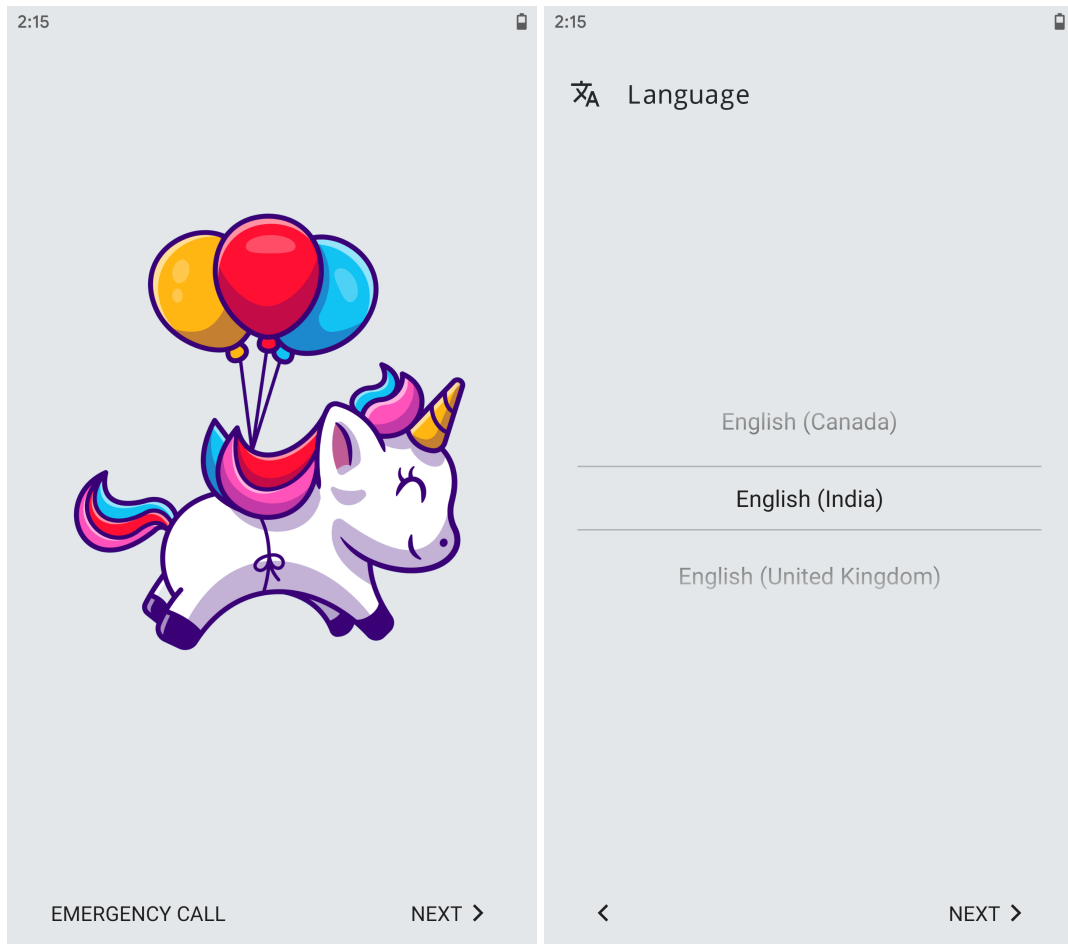 2:15
EMERGENCY CALL
NEXT
2:15
Language
English (Canada)
English (India)
English (United Kingdom)
NEXT